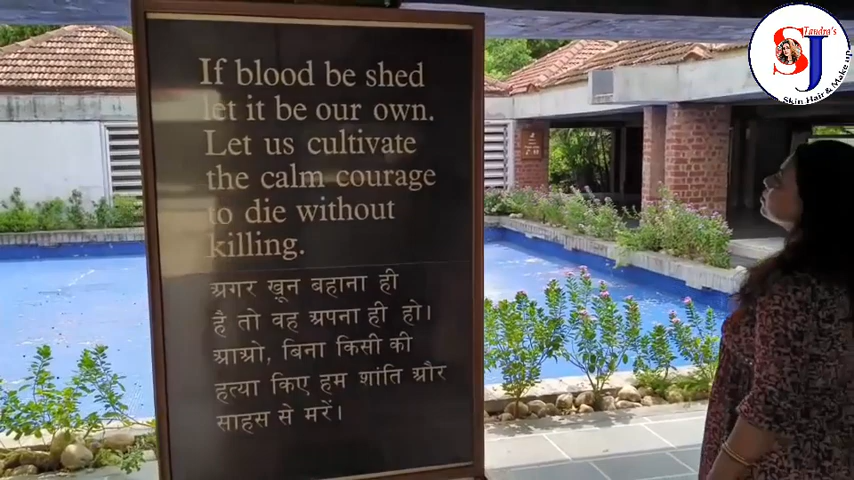 If blood be shed
let it be our own.
Let us cultivate
the calm courage
to die without
killing.
अगर खून बहाना ही
है तो वह अपना ही हो।
आओ, बिना किसी की
हत्या किए हम शांति और
साहस से मरें।
Tandra's
SJ
Skin Hair & Make up